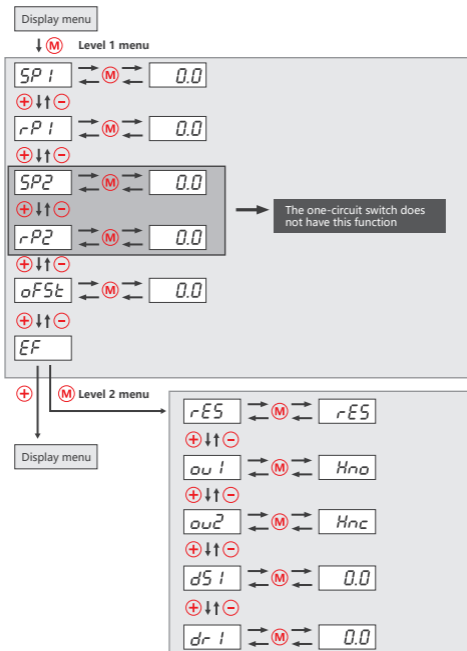 Display menu
M Level 1 menu
SP1 M 0.0
+ -
rP1 M 0.0
+ -
SP2 M 0.0
The one-circuit switch does
not have this function
+ -
rP2 M 0.0
+ -
oFSt M 0.0
+ -
EF
+ M Level 2 menu
Display menu
rES M rES
+ -
ou1 M Hno
+ -
ou2 M Hnc
+ -
dS1 M 0.0
+ -
dr1 M 0.0